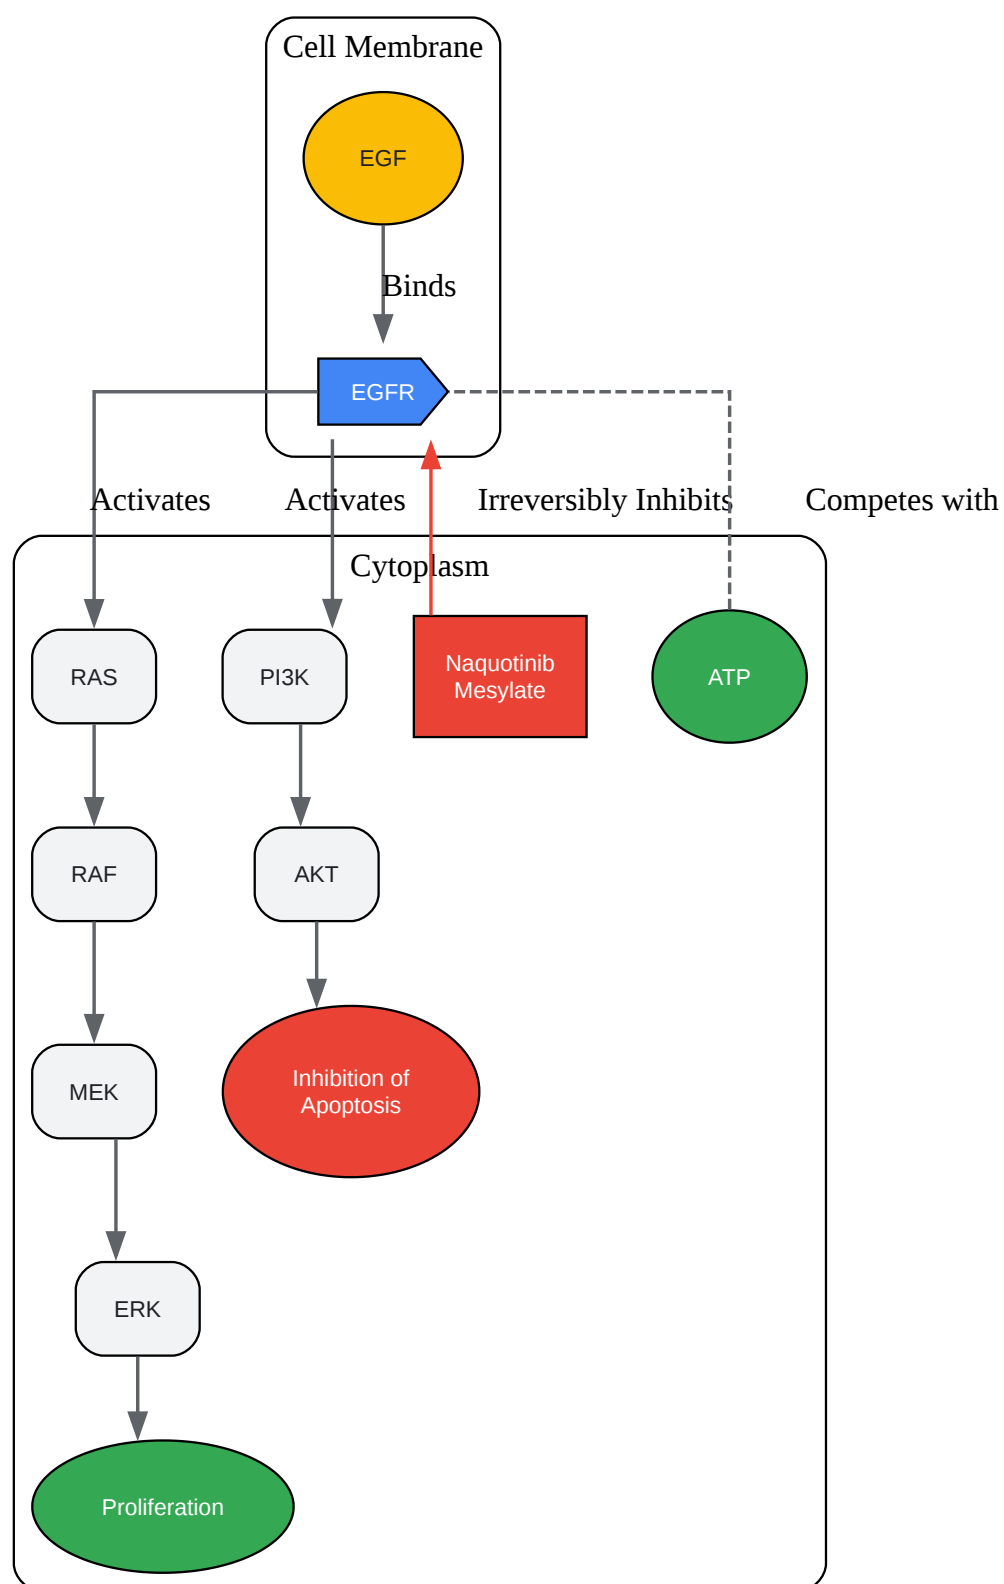 Cell Membrane
EGF
Binds
EGFR
Activates
Activates
Irreversibly Inhibits
Competes with
Cytoplasm
RAS
PI3K
Naquotinib
Mesylate
ATP
RAF
AKT
MEK
Inhibition of
Apoptosis
ERK
Proliferation